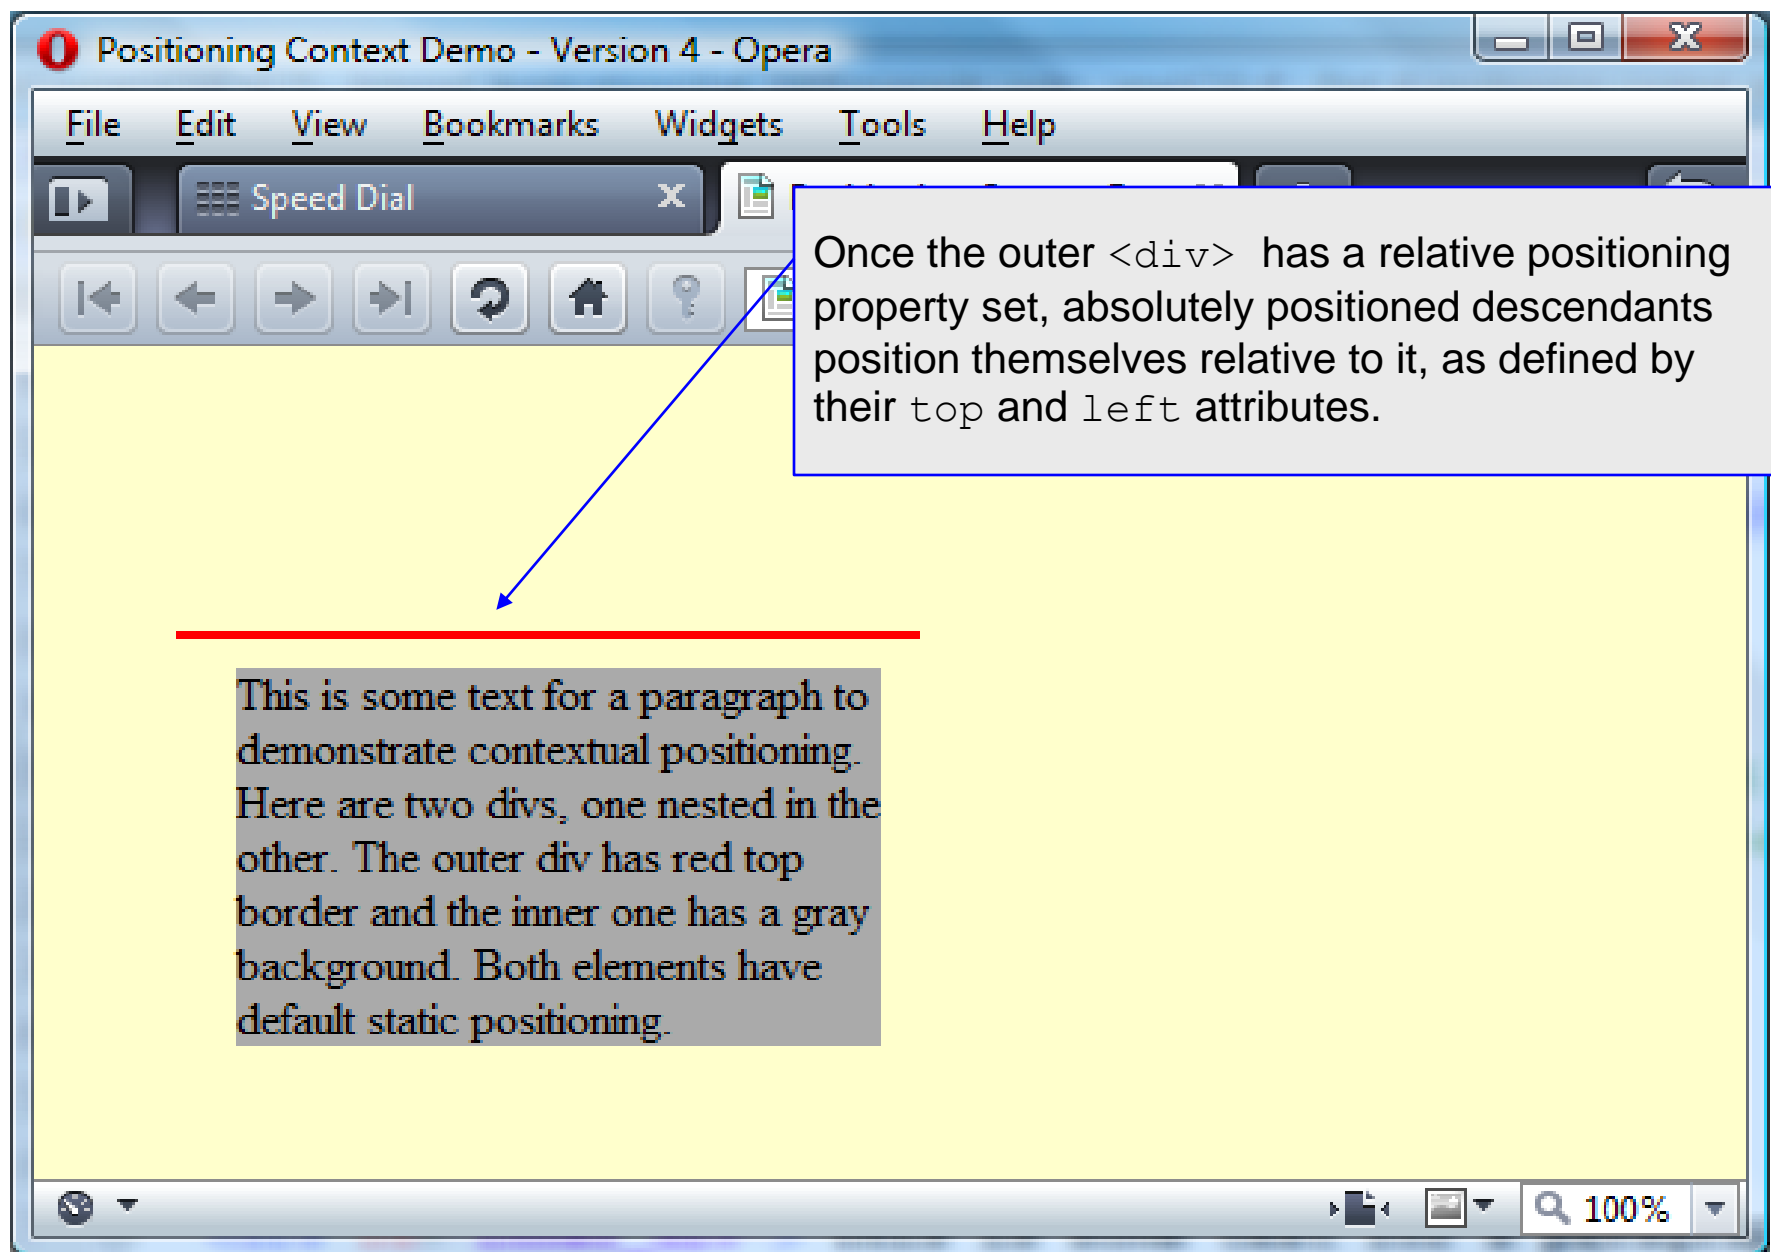 Positioning Context Demo - Version 4 - Opera
File Edit View Bookmarks Widgets Tools Help
Speed Dial
Once the outer <div> has a relative positioning
property set, absolutely positioned descendants
position themselves relative to it, as defined by
their top and left attributes.
This is some text for a paragraph to
demonstrate contextual positioning.
Here are two divs, one nested in the
other. The outer div has red top
border and the inner one has a gray
background. Both elements have
default static positioning.
100%